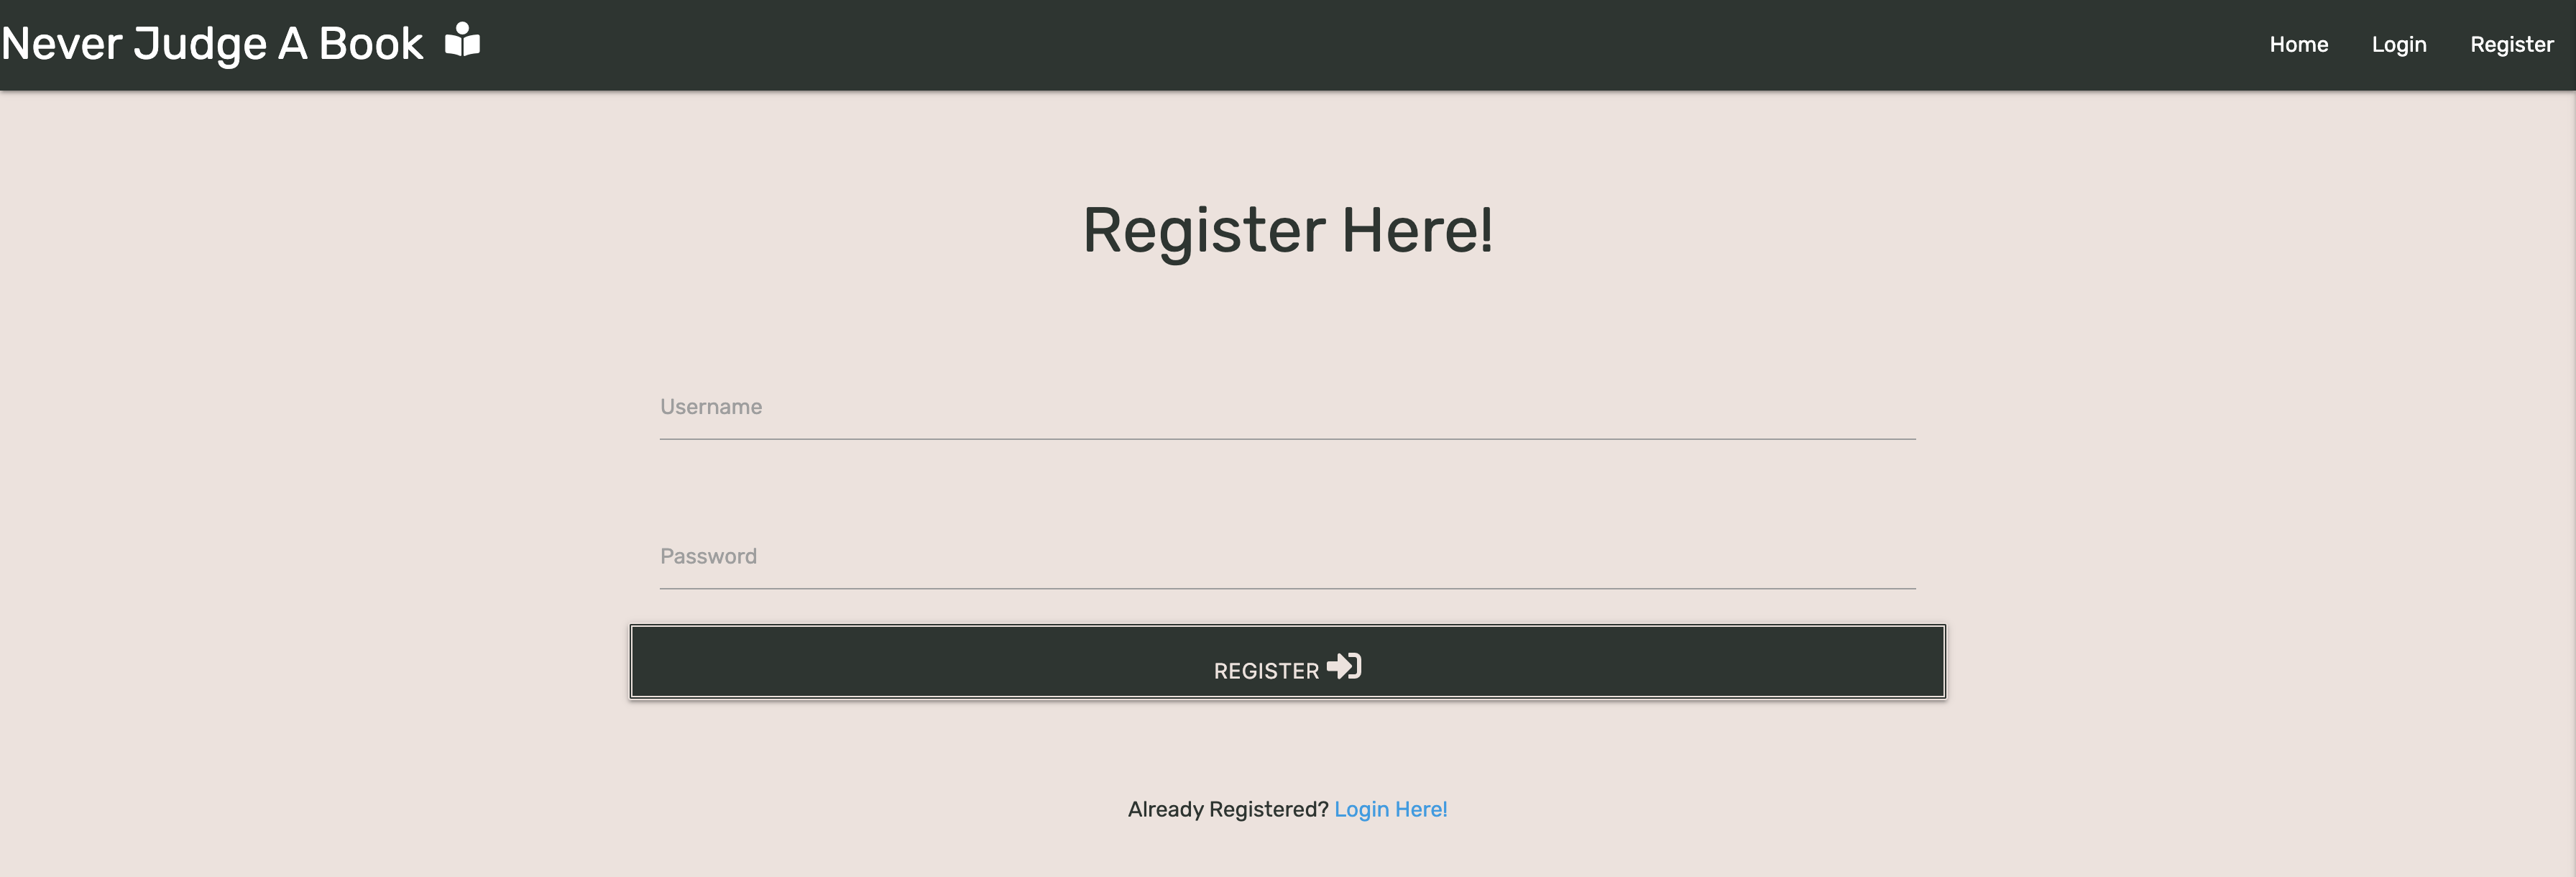 Never Judge A Book
Home Login Register
Register Here!
Username
Password
REGISTER
Already Registered? Login Here!